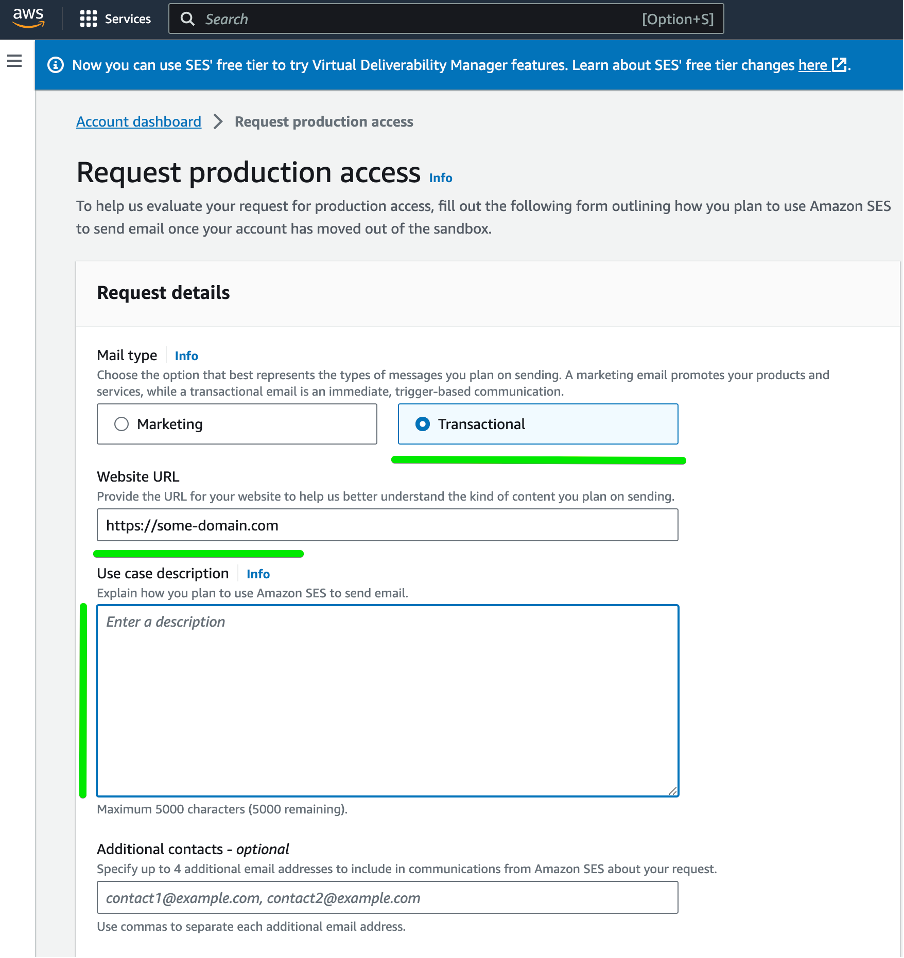 aws Services Search [Option+S]
Now you can use SES' free tier to try Virtual Deliverability Manager features. Learn about SES' free tier changes here.
Account dashboard > Request production access
Request production access Info
To help us evaluate your request for production access, fill out the following form outlining how you plan to use Amazon SES
to send email once your account has moved out of the sandbox.
Request details
Mail type Info
Choose the option that best represents the types of messages you plan on sending. A marketing email promotes your products and
services, while a transactional email is an immediate, trigger-based communication.
Marketing Transactional
Website URL
Provide the URL for your website to help us better understand the kind of content you plan on sending.
https://some-domain.com
Use case description Info
Explain how you plan to use Amazon SES to send email.
Enter a description
Maximum 5000 characters (5000 remaining).
Additional contacts - optional
Specify up to 4 additional email addresses to include in communications from Amazon SES about your request.
contact1@example.com, contact2@example.com
Use commas to separate each additional email address.